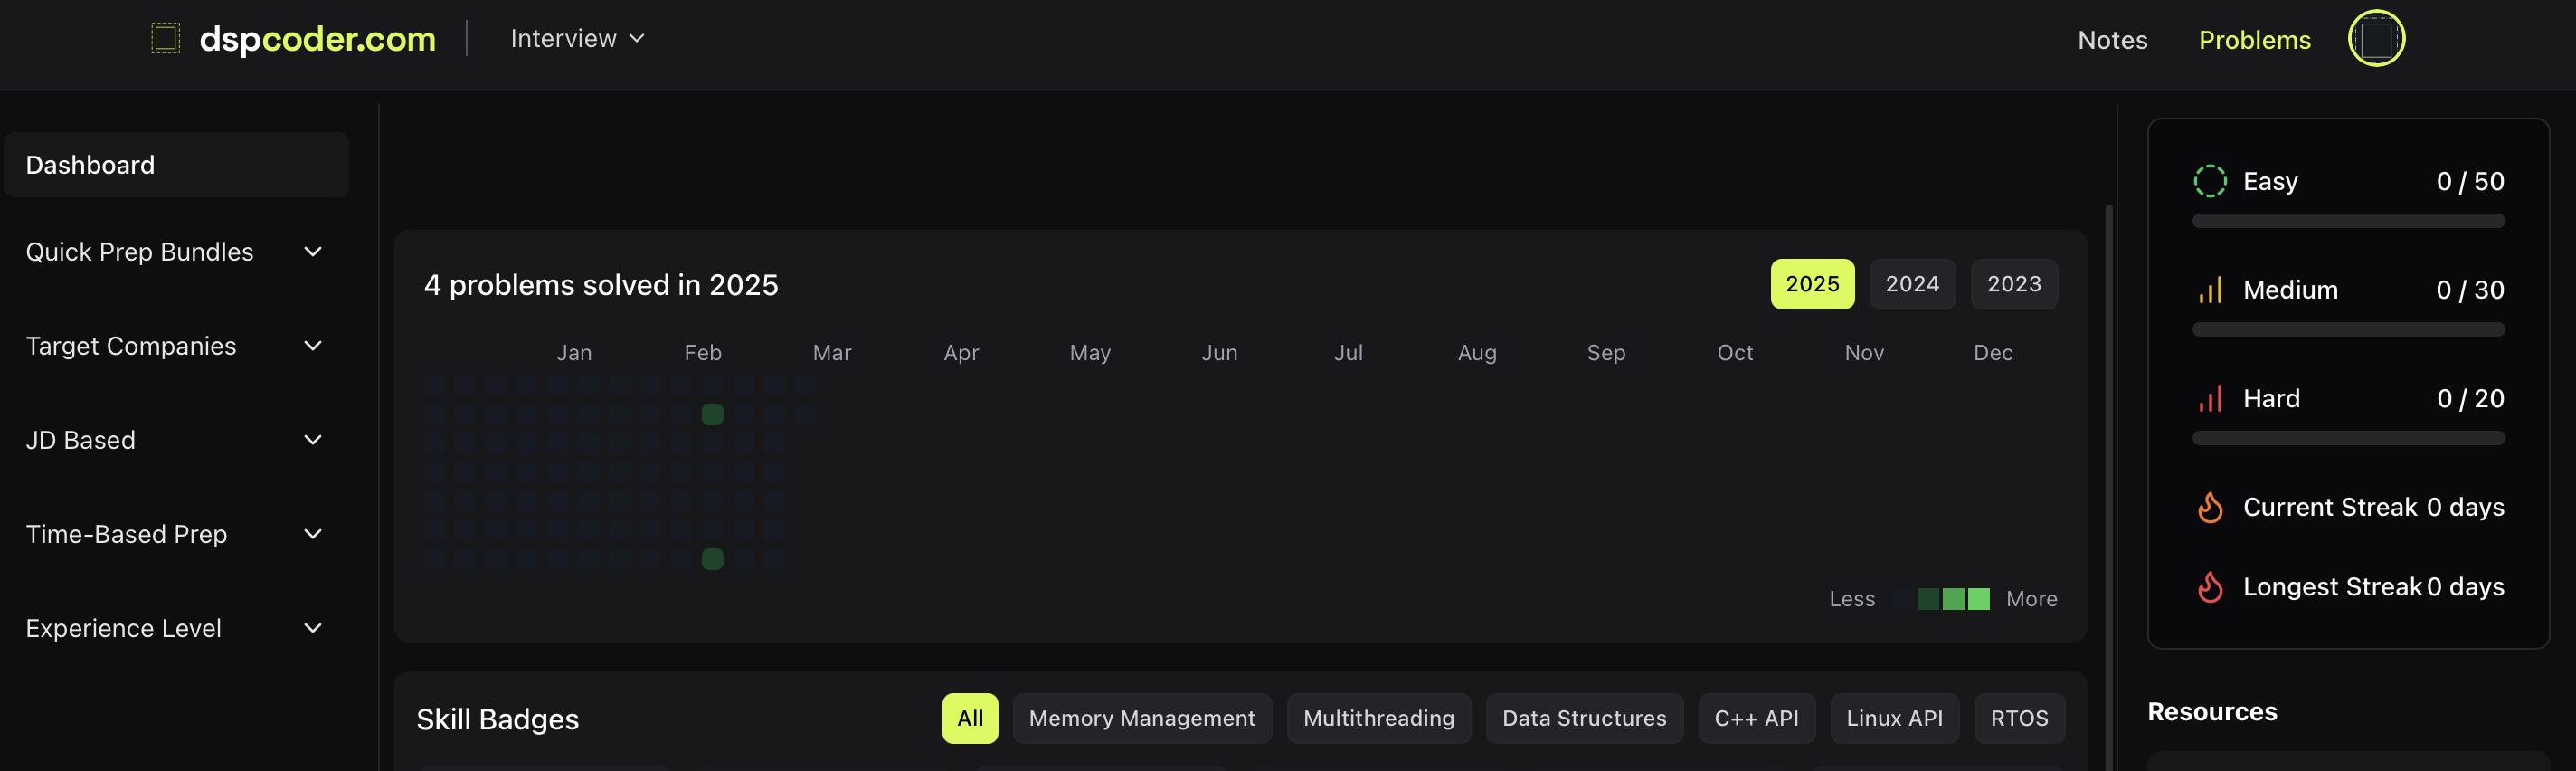 dspcoder.com
Interview
Notes
Problems
Dashboard
Quick Prep Bundles
Target Companies
JD Based
Time-Based Prep
Experience Level
4 problems solved in 2025
2025 2024 2023
Jan Feb Mar Apr May Jun Jul Aug Sep Oct Nov Dec
Less More
Skill Badges
All Memory Management Multithreading Data Structures C++ API Linux API RTOS
Easy 0 / 50
Medium 0 / 30
Hard 0 / 20
Current Streak 0 days
Longest Streak 0 days
Resources